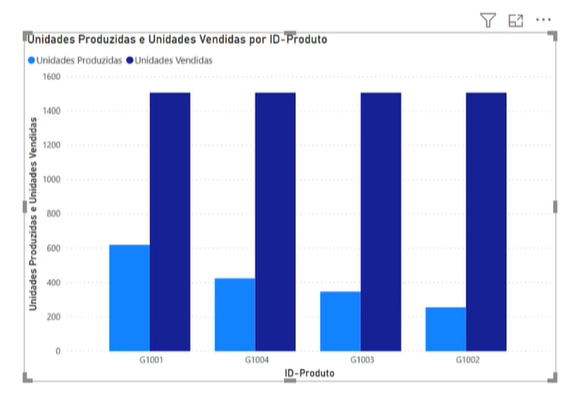 Unidades Produzidas e Unidades Vendidas por ID-Produto
Unidades Produzidas Unidades Vendidas
Unidades Produzidas e Unidades Vendidas
1600
1400
1200
1000
800
600
400
200
0
G1001 G1004 G1003 G1002
ID-Produto